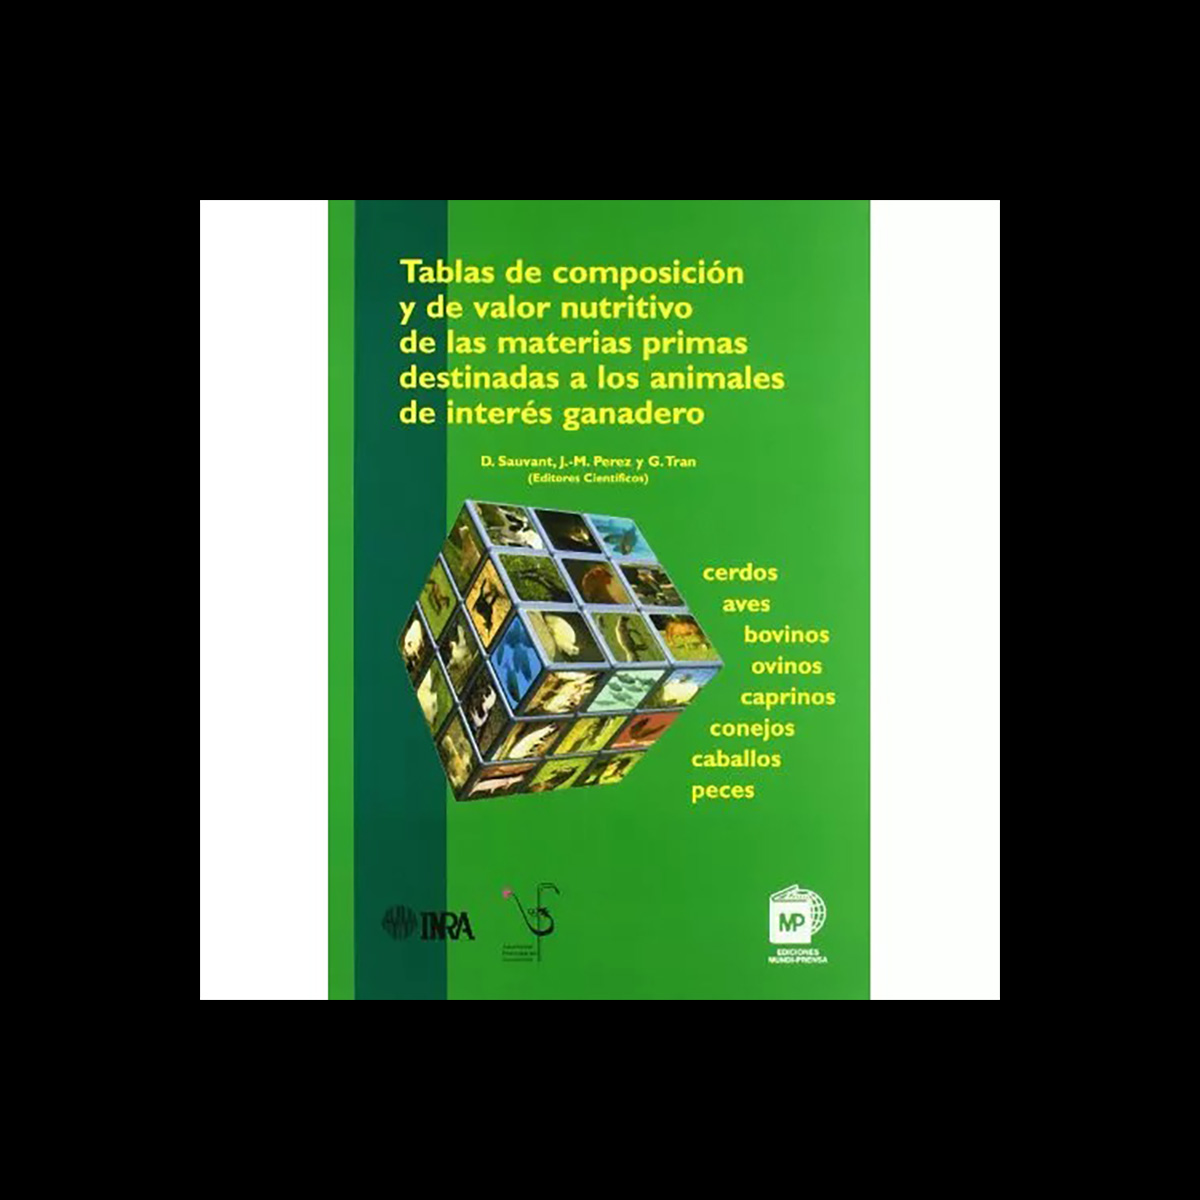 Tablas de composición
y de valor nutritivo
de las materias primas
destinadas a los animales
de interés ganadero
D. Sauvant, J.-M. Perez y G. Tran
(Editores Científicos)
cerdos
aves
bovinos
ovinos
caprinos
conejos
caballos
peces
INRA
MP
EDICIONES
MUNDI-PRENSA